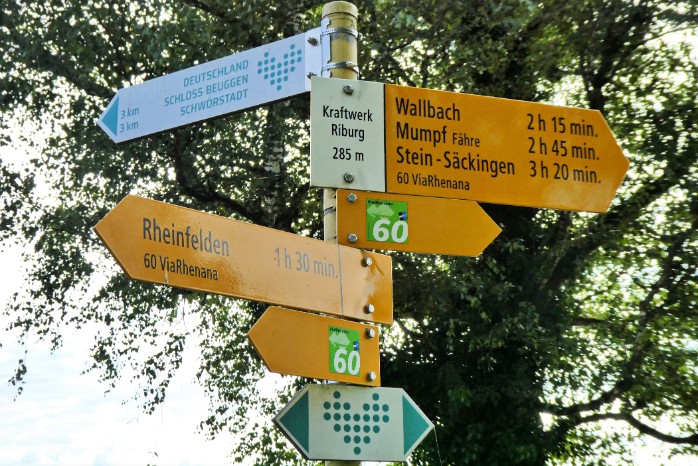 DEUTSCHLAND
SCHLOSS BEUGGEN
3 km
SCHWÖRSTADT
3 km
Kraftwerk
Riburg
285 m
Wallbach 2 h 15 min.
Mumpf Fähre 2 h 45 min.
Stein - Säckingen 3 h 20 min.
60 ViaRhenana
60
Rheinfelden 1 h 30 min.
60 ViaRhenana
60